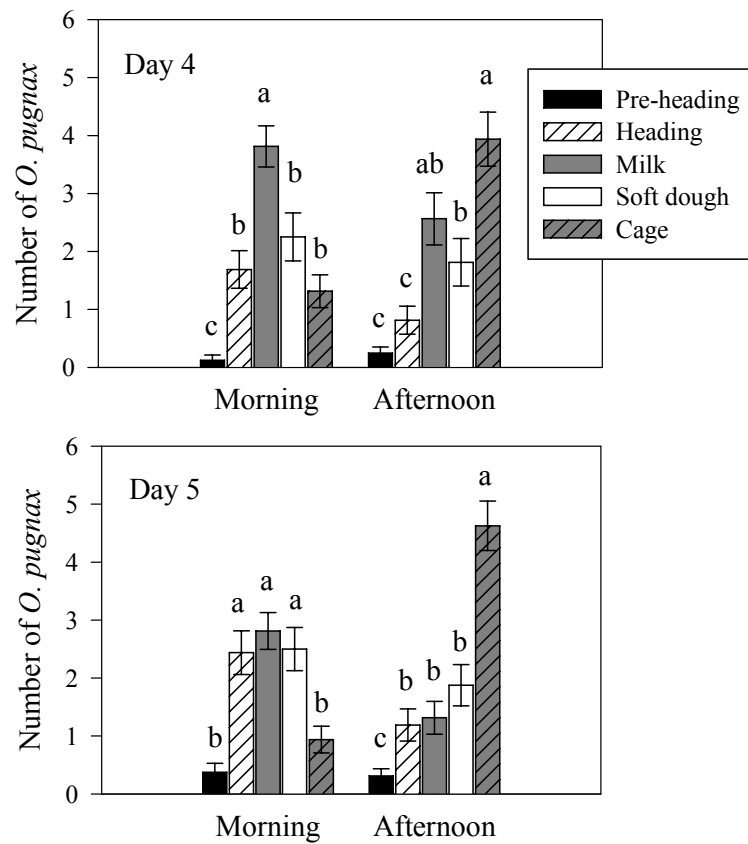 6
Day 4
a
a
Pre-heading
5
Heading
4
ab
Milk
b
b
Soft dough
3
b
b
Cage
2
c
1
c
c
0
Number of O. pugnax
Morning
Afternoon
6
Day 5
a
5
4
a
a
a
3
b
b
b
2
b
b
c
1
0
Number of O. pugnax
Morning
Afternoon